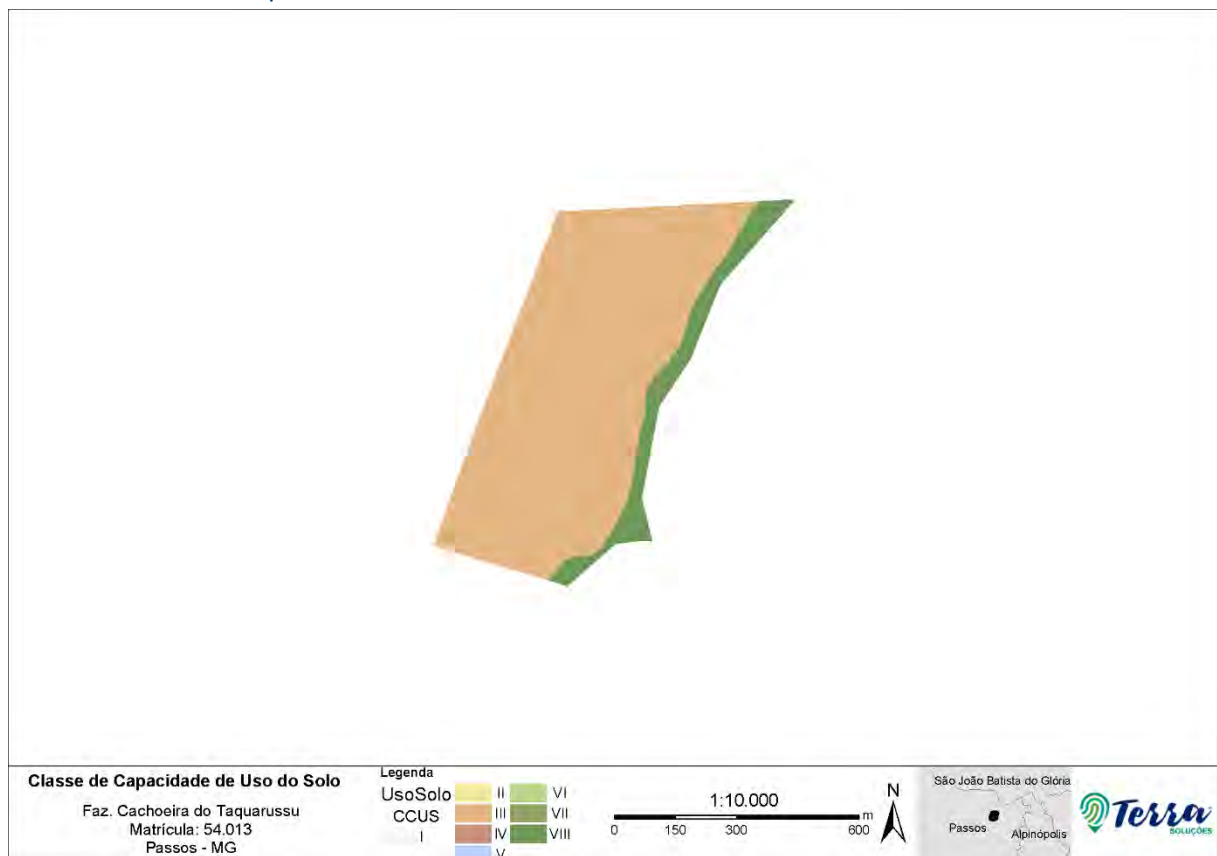 Classe de Capacidade de Uso do Solo
Faz. Cachoeira do Taquarussu
Matrícula: 54.013
Passos - MG
Legenda
UsoSolo
CCUS
I
II
III
IV
V
VI
VII
VIII
1:10.000
0 150 300 600 m
N
São João Batista do Glória
Passos
Alpinópolis
Terra
SOLUÇÕES